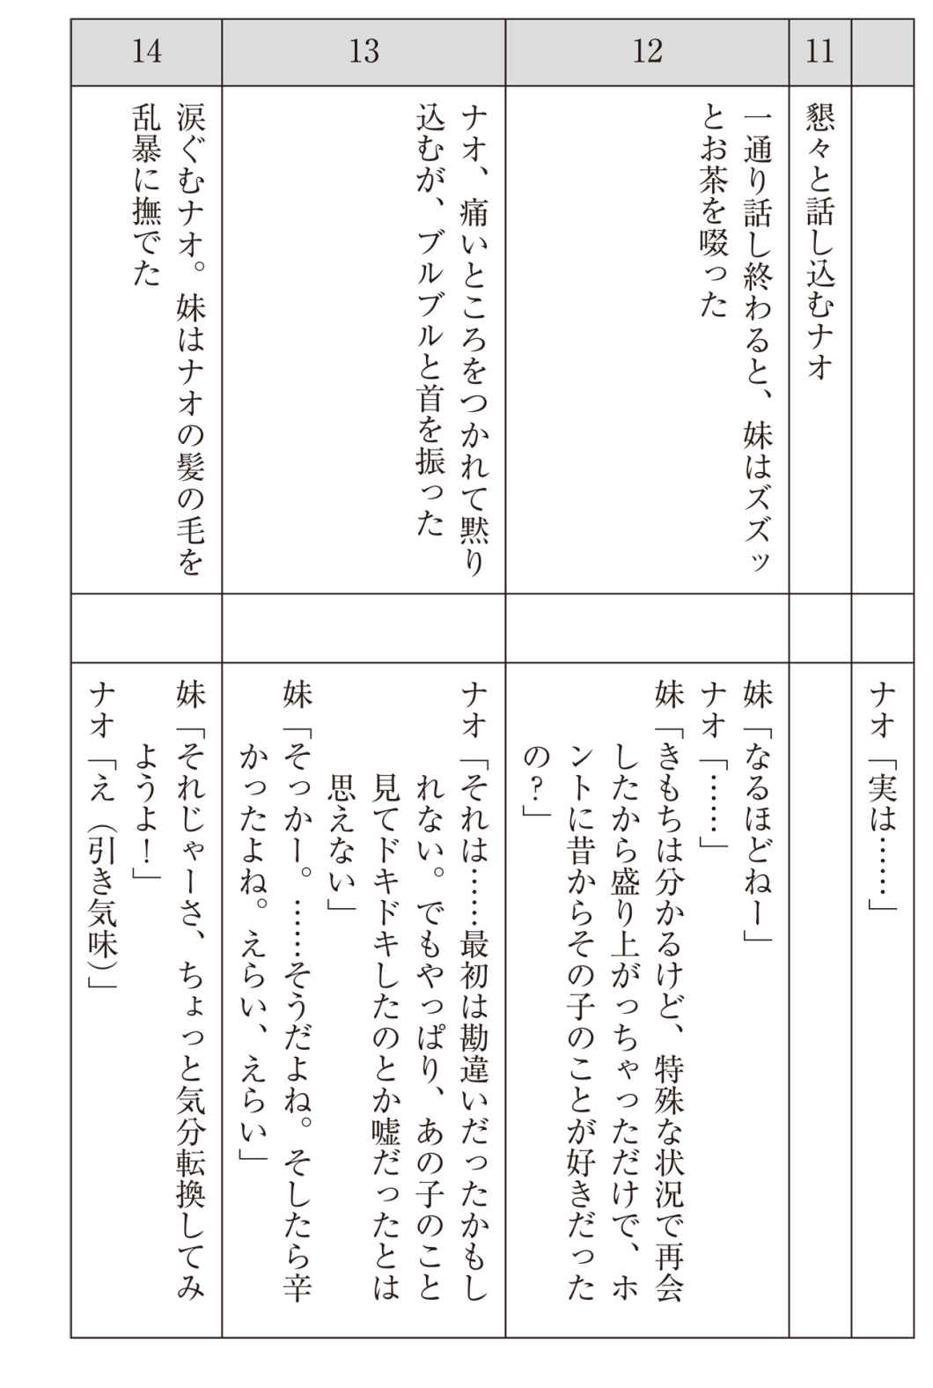 ナオ「実は……」
11
懇々と話し込むナオ
12
一通り話し終わると、妹はズズッ
とお茶を啜った
妹「なるほどねー」
ナオ「……」
妹「きもちは分かるけど、特殊な状況で再会
したから盛り上がっちゃっただけで、ホ
ントに昔からその子のことが好きだった
の?」
13
ナオ、痛いところをつかれて黙り
込むが、ブルブルと首を振った
ナオ「それは……最初は勘違いだったかもし
れない。でもやっぱり、あの子のこと
見てドキドキしたのとか嘘だったとは
思えない」
妹「そっかー。……そうだよね。そしたら辛
かったよね。えらい、えらい」
14
涙ぐむナオ。妹はナオの髪の毛を
乱暴に撫でた
妹「それじゃーさ、ちょっと気分転換してみ
ようよ!」
ナオ「え(引き気味)」